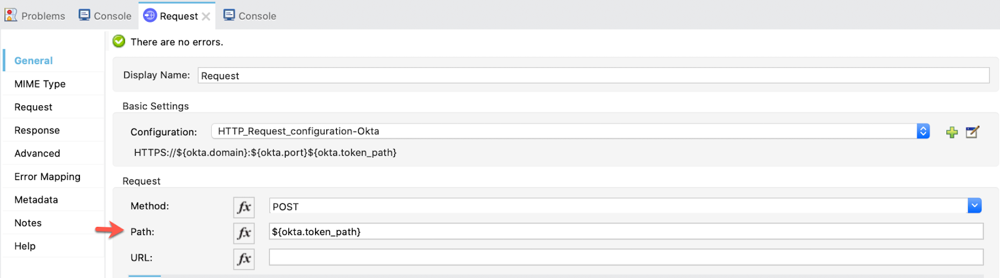 Problems Console Request Console
There are no errors.
General
Display Name: Request
MIME Type
Basic Settings
Request
Configuration: HTTP_Request_configuration-Okta
Response
HTTPS://${okta.domain}:${okta.port}${okta.token_path}
Advanced
Error Mapping
Request
Metadata
Method: fx POST
Notes
Path: fx ${okta.token_path}
Help
URL: fx